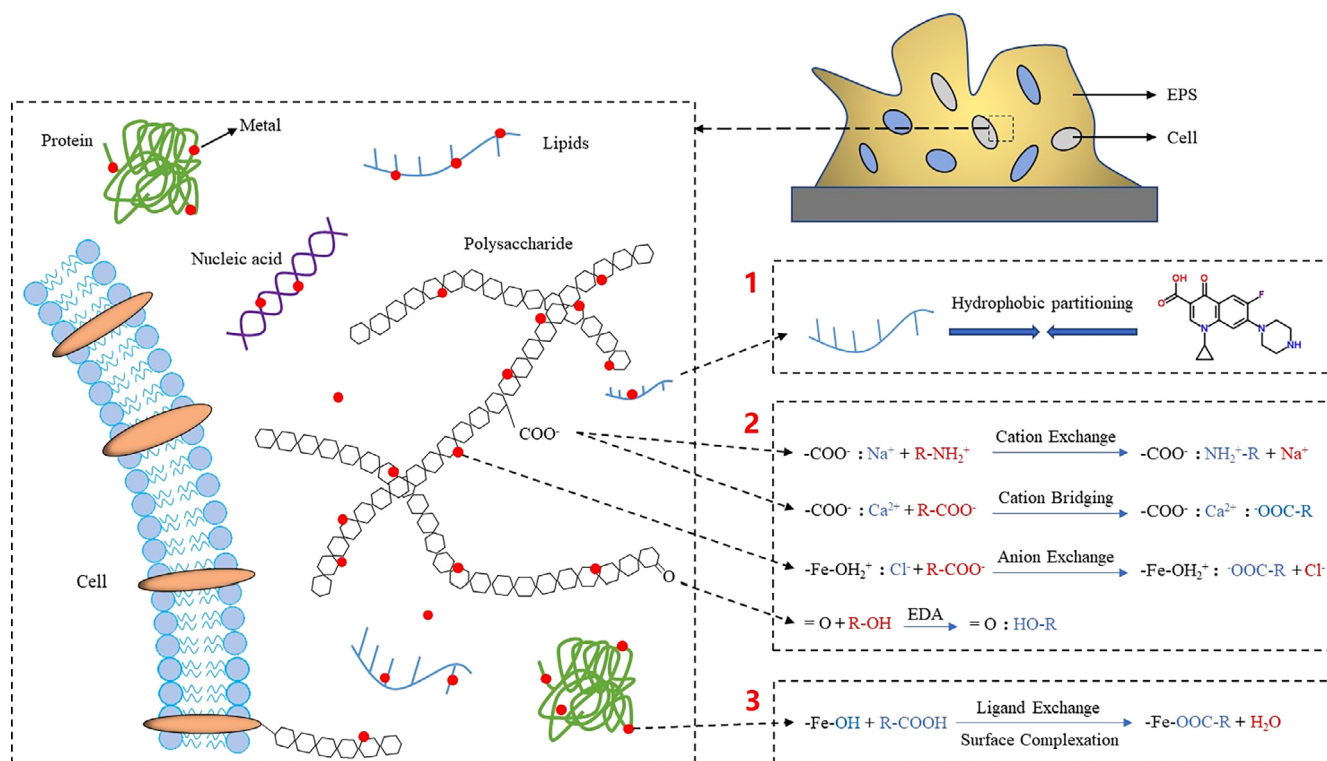 EPS
Cell
Protein
Metal
Lipids
Nucleic acid
Polysaccharide
COO⁻
Cell
O
1
Hydrophobic partitioning
OH
O
O
F
N
N
NH
2
-COO⁻ : Na⁺ + R-NH₂⁺ Cation Exchange -COO⁻ : NH₂⁺-R + Na⁺
-COO⁻ : Ca²⁺ + R-COO⁻ Cation Bridging -COO⁻ : Ca²⁺ : ⁻OOC-R
-Fe-OH₂⁺ : Cl⁻ + R-COO⁻ Anion Exchange -Fe-OH₂⁺ : ⁻OOC-R + Cl⁻
= O + R-OH EDA = O : HO-R
3
-Fe-OH + R-COOH Ligand Exchange Surface Complexation -Fe-OOC-R + H₂O